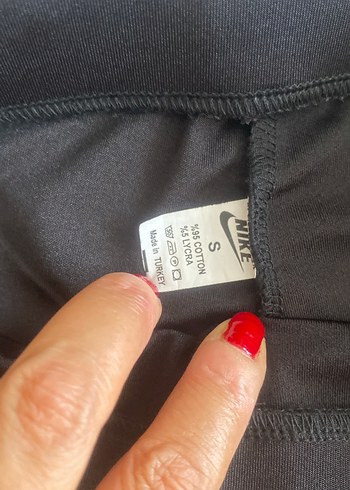 NIKE
S
%95 COTTON
%5 LYCRA
Made in TURKEY